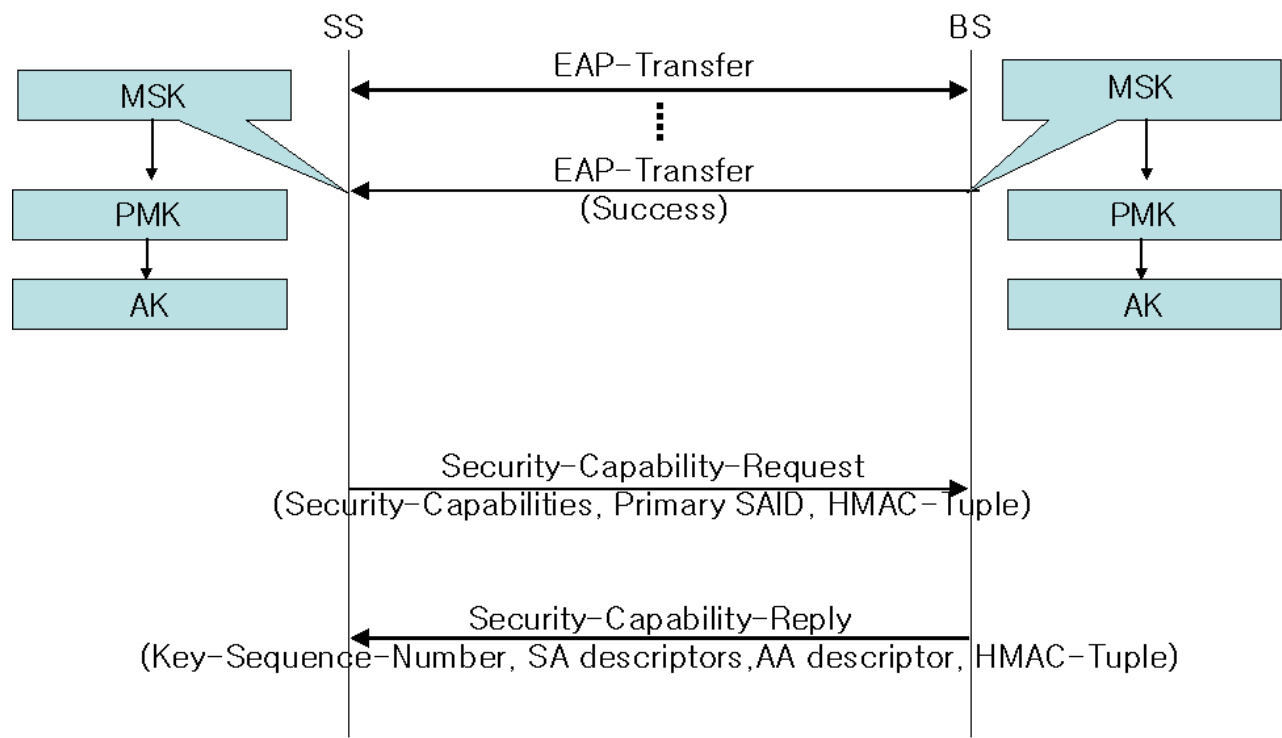 SS
BS
EAP-Transfer
MSK
MSK
EAP-Transfer
(Success)
PMK
PMK
AK
AK
Security-Capability-Request
(Security-Capabilities, Primary SAID, HMAC-Tuple)
Security-Capability-Reply
(Key-Sequence-Number, SA descriptors,AA descriptor, HMAC-Tuple)